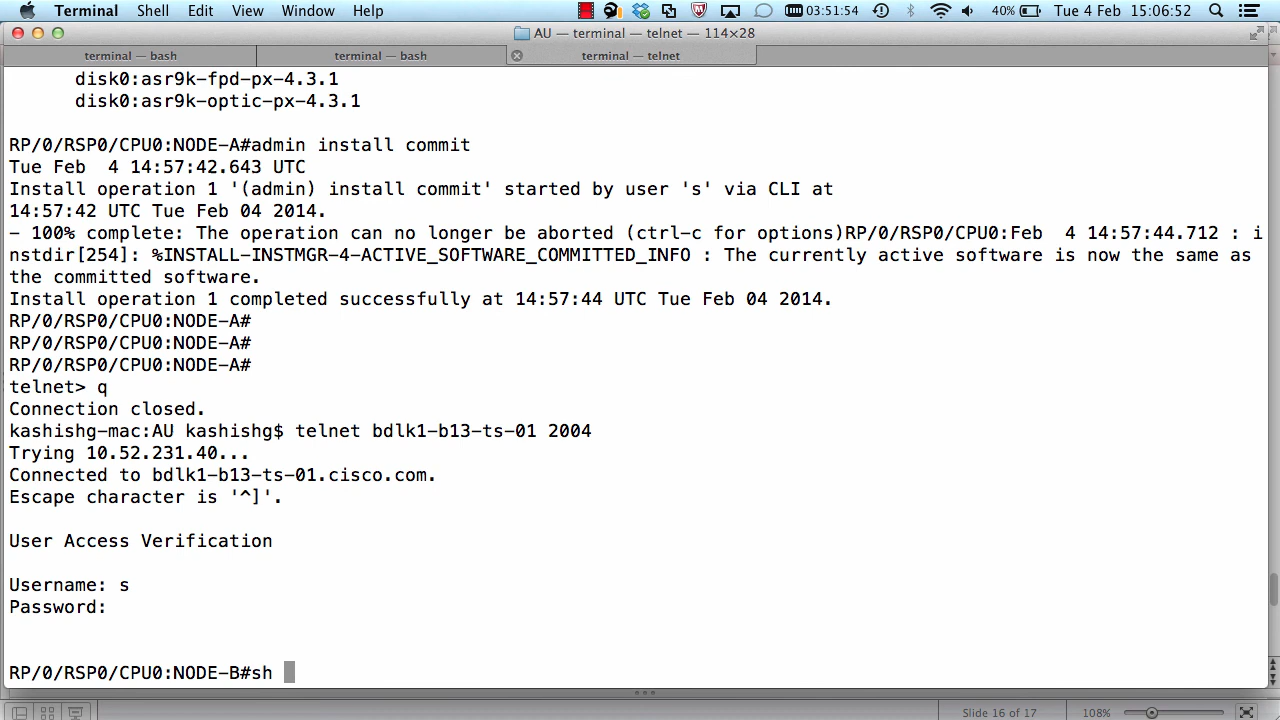 Terminal Shell Edit View Window Help 03:51:54 40% Tue 4 Feb 15:06:52
AU — terminal — telnet — 114×28
terminal — bash terminal — bash terminal — telnet
disk0:asr9k-fpd-px-4.3.1
disk0:asr9k-optic-px-4.3.1
RP/0/RSP0/CPU0:NODE-A#admin install commit
Tue Feb  4 14:57:42.643 UTC
Install operation 1 '(admin) install commit' started by user 's' via CLI at
14:57:42 UTC Tue Feb 04 2014.
- 100% complete: The operation can no longer be aborted (ctrl-c for options)RP/0/RSP0/CPU0:Feb  4 14:57:44.712 : i
nstdir[254]: %INSTALL-INSTMGR-4-ACTIVE_SOFTWARE_COMMITTED_INFO : The currently active software is now the same as
the committed software.
Install operation 1 completed successfully at 14:57:44 UTC Tue Feb 04 2014.
RP/0/RSP0/CPU0:NODE-A#
RP/0/RSP0/CPU0:NODE-A#
RP/0/RSP0/CPU0:NODE-A#
telnet> q
Connection closed.
kashishg-mac:AU kashishg$ telnet bdlk1-b13-ts-01 2004
Trying 10.52.231.40...
Connected to bdlk1-b13-ts-01.cisco.com.
Escape character is '^]'.
User Access Verification
Username: s
Password:
RP/0/RSP0/CPU0:NODE-B#sh
Slide 16 of 17 108%